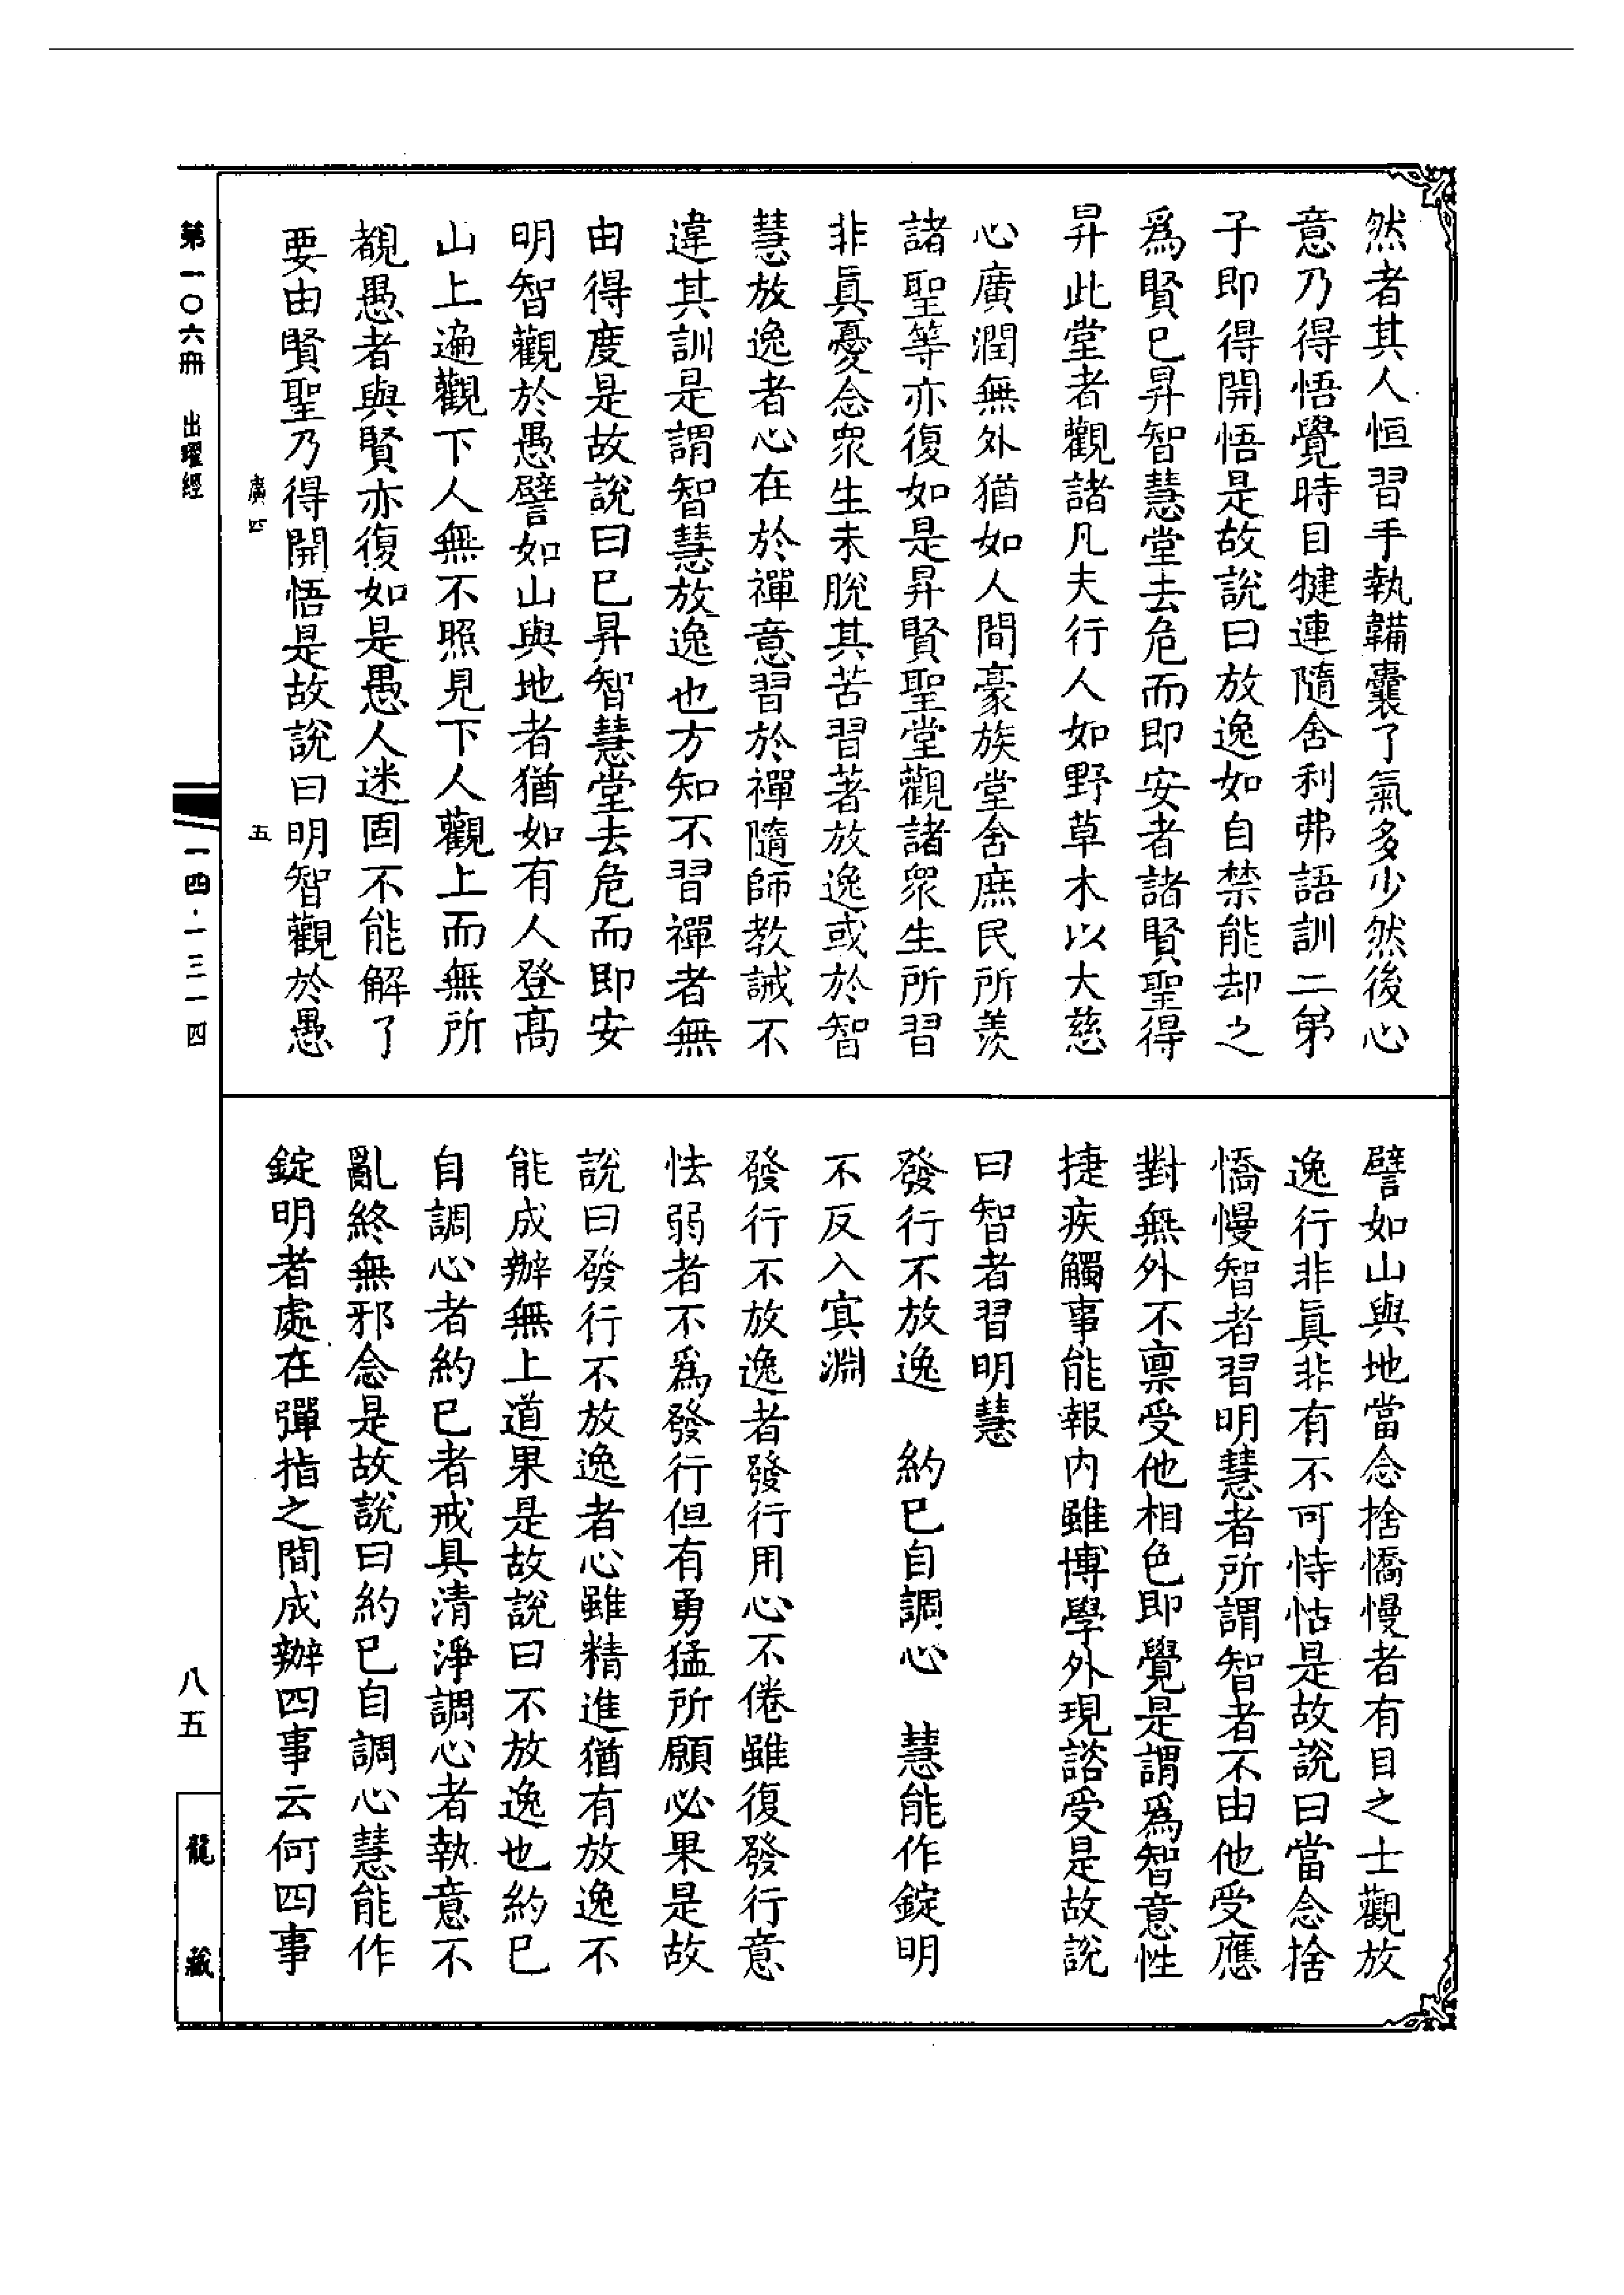 然者其人恒習手執鞴囊了氣多少然後心
意乃得悟覺時目犍連隨舍利弗語訓二弟
子即得開悟是故說曰放逸如自禁能却之
爲賢已昇智慧堂去危而即安者諸賢聖得
昇此堂者觀諸凡夫行人如野草木以大慈
心廣潤無外猶如人間豪族堂舍庶民所羨
諸聖等亦復如是昇賢聖堂觀諸衆生所習
非眞憂念衆生未脫其苦習著放逸或於智
慧放逸者心在於禪意習於禪隨師教誡不
違其訓是謂智慧放逸也方知不習禪者無
由得度是故說曰已昇智慧堂去危而即安
明智觀於愚譬如山與地者猶如有人登高
山上遍觀下人無不照見下人觀上而無所
覩愚者與賢亦復如是愚人迷固不能解了
要由賢聖乃得開悟是故說曰明智觀於愚
廣四 五
譬如山與地當念捨憍慢者有目之士觀放
逸行非眞非有不可恃怙是故說曰當念捨
憍慢智者習明慧者所謂智者不由他受應
對無外不稟受他相色即覺是謂爲智意性
捷疾觸事能報內雖博學外現諮受是故說
曰智者習明慧
發行不放逸 約已自調心 慧能作錠明
不反入冥淵
發行不放逸者發行用心不倦雖復發行意
怯弱者不爲發行但有勇猛所願必果是故
說曰發行不放逸者心雖精進猶有放逸不
能成辦無上道果是故說曰不放逸也約已
自調心者約已者戒具清淨調心者執意不
亂終無邪念是故說曰約已自調心慧能作
錠明者處在彈指之間成辦四事云何四事
第一〇六冊 出曜經
一四·一三一四
八五
龍藏